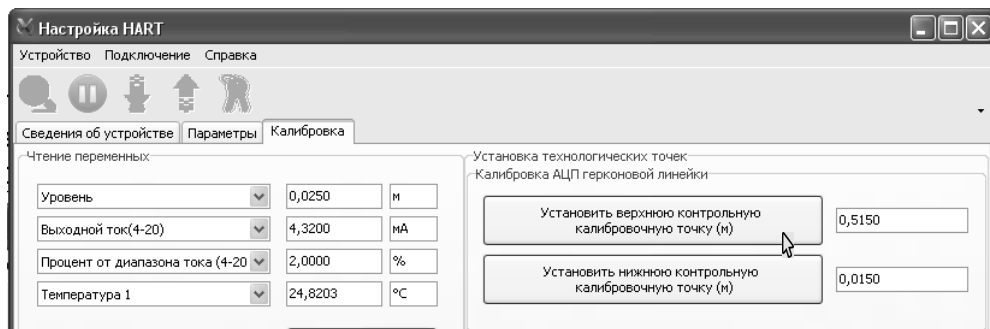 Настройка HART
Устройство Подключение Справка
Сведения об устройстве Параметры Калибровка
Чтение переменных
Уровень 0,0250 м
Выходной ток(4-20) 4,3200 мА
Процент от диапазона тока (4-20 2,0000 %
Температура 1 24,8203 °C
Установка технологических точек
Калибровка АЦП герконовой линейки
Установить верхнюю контрольную
калибровочную точку (м)
0,5150
Установить нижнюю контрольную
калибровочную точку (м)
0,0150